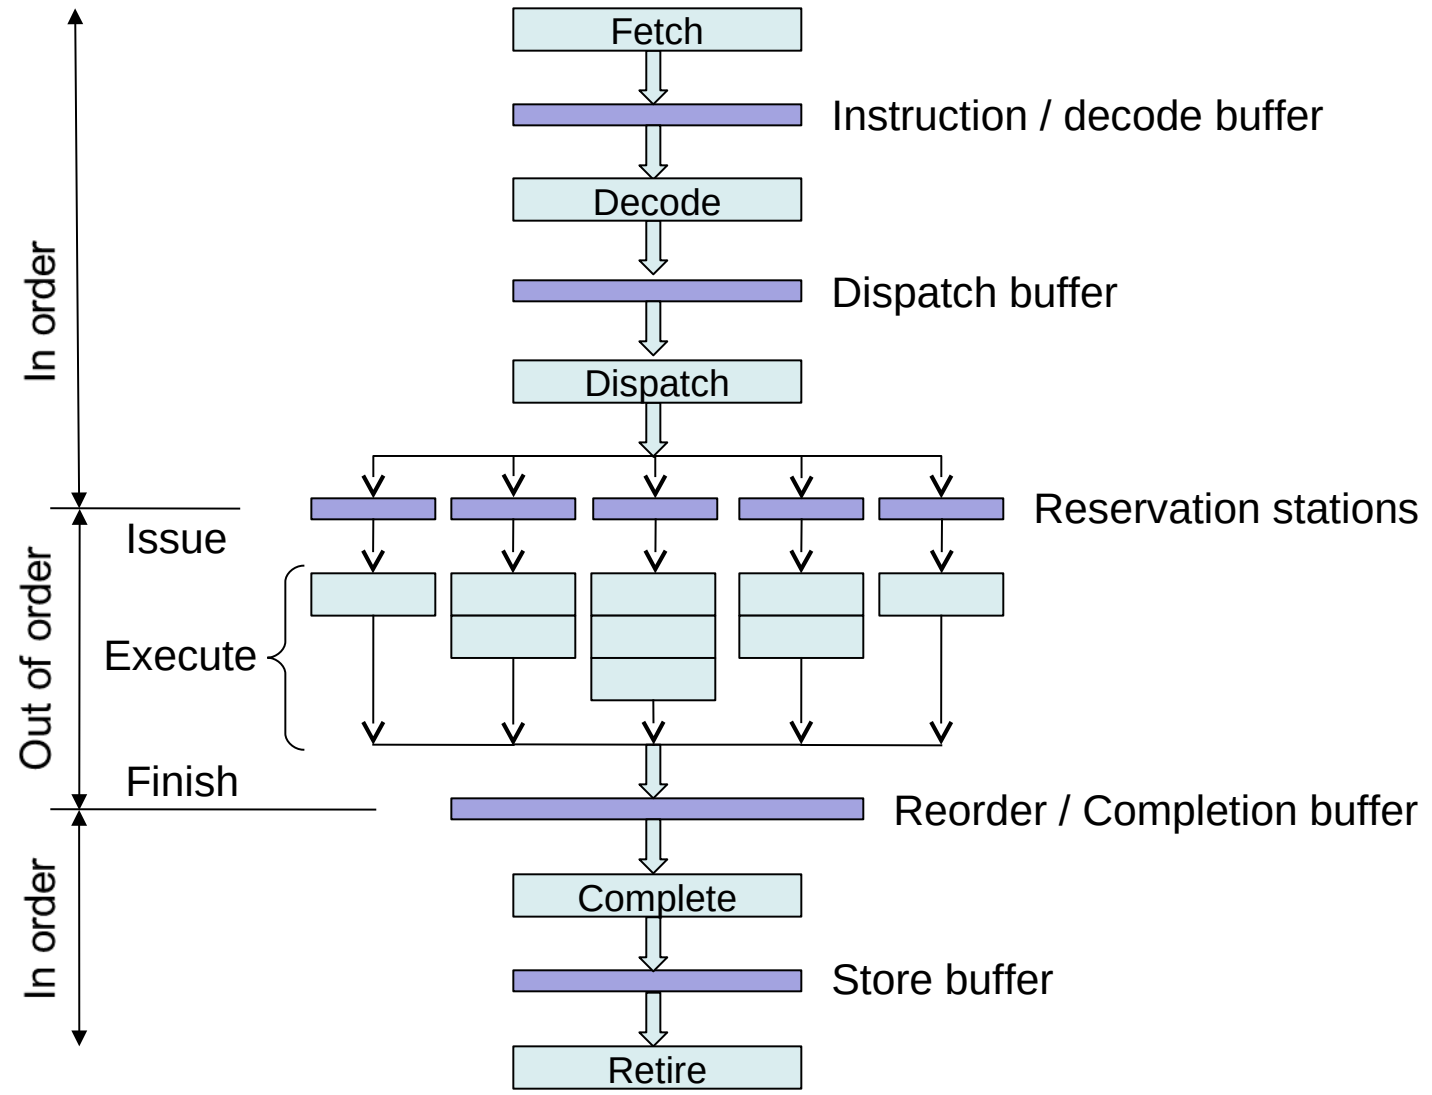 Fetch
Instruction / decode buffer
Decode
Dispatch buffer
In order
Dispatch
Reservation stations
Issue
Out of order
Execute
Finish
Reorder / Completion buffer
Complete
In order
Store buffer
Retire